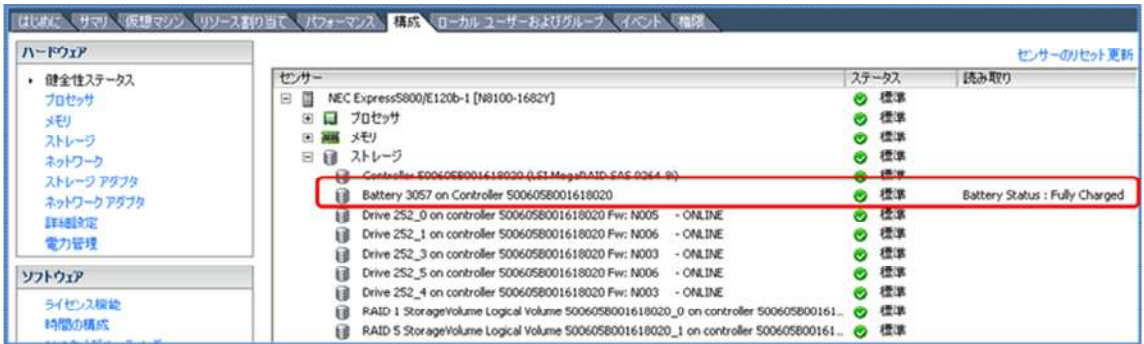 はじめに サマリ 仮想マシン リソース割り当て パフォーマンス 構成 ローカル ユーザーおよびグループ イベント 権限
ハードウェア
健全性ステータス
プロセッサ
メモリ
ストレージ
ネットワーク
ストレージ アダプタ
ネットワーク アダプタ
詳細設定
電力管理
ソフトウェア
ライセンス機能
時間の構成
センサーのリセット 更新
センサー ステータス 読み取り
NEC Express5800/E120b-1 [N8100-1682Y] 標準
プロセッサ 標準
メモリ 標準
ストレージ 標準
Controller 500605B001618020 (LSI MegaRAID SAS 9264-8i)
Battery 3057 on Controller 500605B001618020 標準 Battery Status : Fully Charged
Drive 252_0 on controller 500605B001618020 Fw: N005 - ONLINE 標準
Drive 252_1 on controller 500605B001618020 Fw: N006 - ONLINE 標準
Drive 252_3 on controller 500605B001618020 Fw: N003 - ONLINE 標準
Drive 252_5 on controller 500605B001618020 Fw: N006 - ONLINE 標準
Drive 252_4 on controller 500605B001618020 Fw: N003 - ONLINE 標準
RAID 1 StorageVolume Logical Volume 500605B001618020_0 on controller 500605B00161... 標準
RAID 5 StorageVolume Logical Volume 500605B001618020_1 on controller 500605B00161... 標準